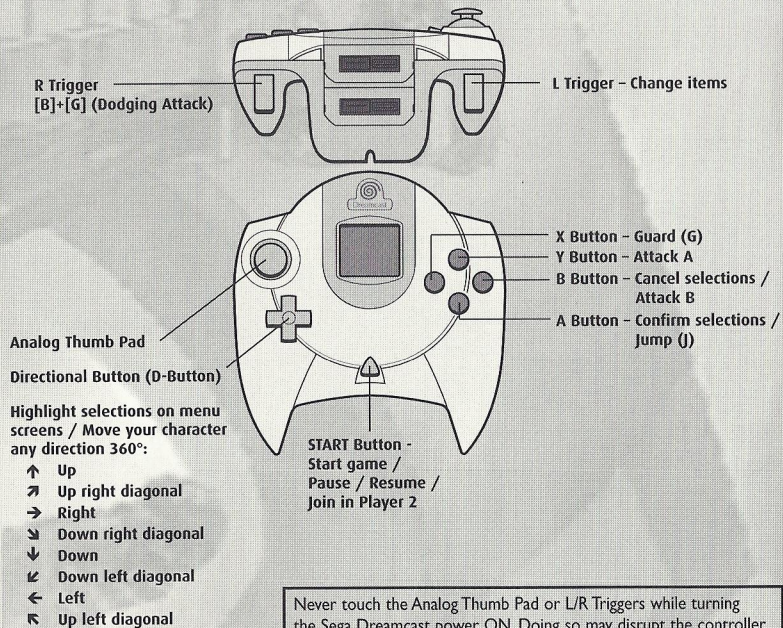 R Trigger
[B]+[G] (Dodging Attack)
L Trigger – Change items
Dreamcast
X Button – Guard (G)
Y Button – Attack A
B Button – Cancel selections /
Attack B
A Button – Confirm selections /
Jump (J)
Analog Thumb Pad
Directional Button (D-Button)
Highlight selections on menu
screens / Move your character
any direction 360°:
↑ Up
↗ Up right diagonal
→ Right
↘ Down right diagonal
↓ Down
↙ Down left diagonal
← Left
↖ Up left diagonal
START Button -
Start game /
Pause / Resume /
Join in Player 2
Never touch the Analog Thumb Pad or L/R Triggers while turning
the Sega Dreamcast power ON. Doing so may disrupt the controller